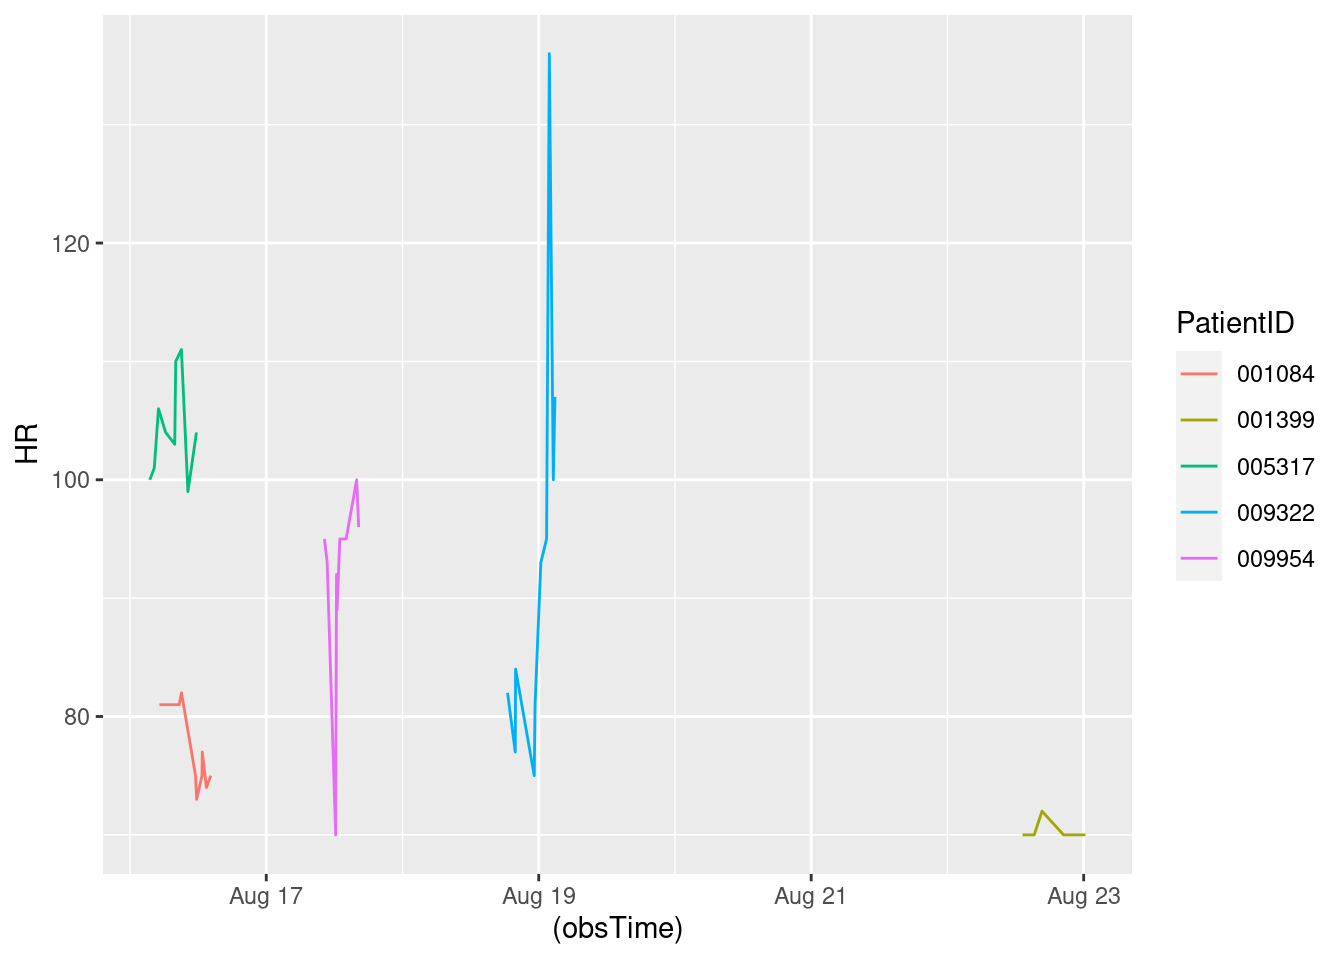 120
100
80
HR
Aug 17
Aug 19
Aug 21
Aug 23
(obsTime)
PatientID
001084
001399
005317
009322
009954